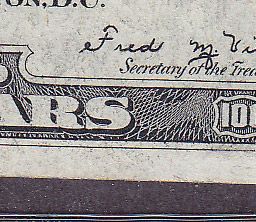 ON, D.C.
Fred M. Vi
Secretary of the Trea
ARS
10